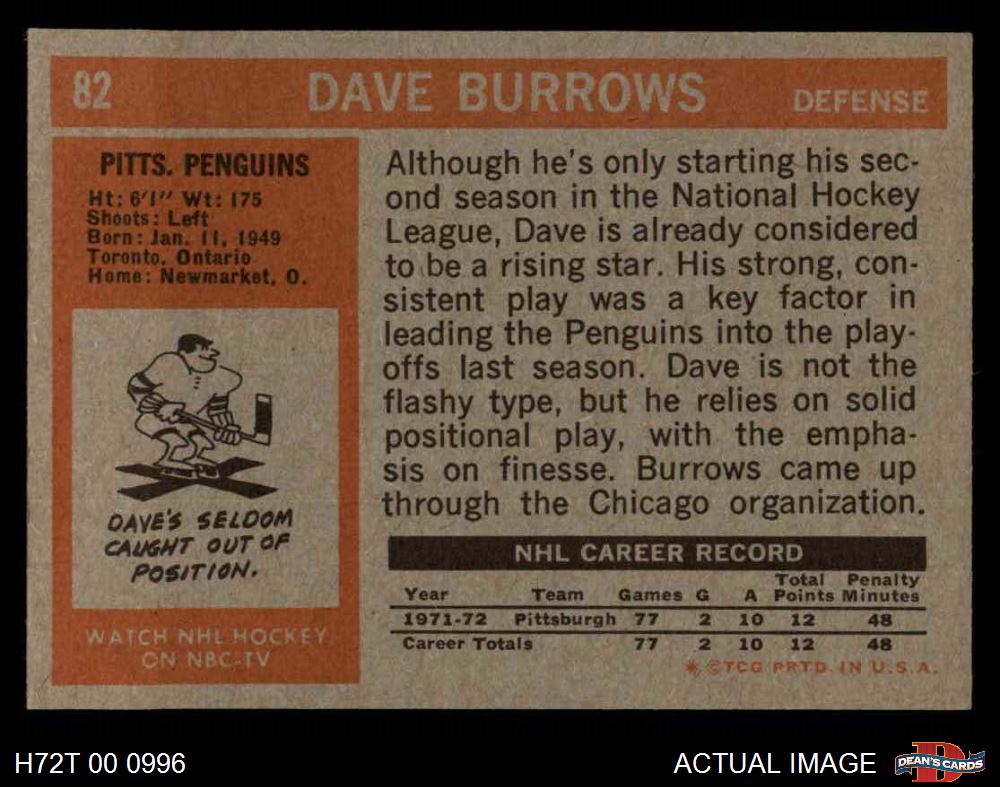 82 DAVE BURROWS DEFENSE
PITTS. PENGUINS
Ht: 6'1" Wt: 175
Shoots: Left
Born: Jan. 11, 1949
Toronto, Ontario
Home: Newmarket, O.
DAVE'S SELDOM
CAUGHT OUT OF
POSITION.
WATCH NHL HOCKEY
ON NBC-TV
Although he's only starting his sec-
ond season in the National Hockey
League, Dave is already considered
to be a rising star. His strong, con-
sistent play was a key factor in
leading the Penguins into the play-
offs last season. Dave is not the
flashy type, but he relies on solid
positional play, with the empha-
sis on finesse. Burrows came up
through the Chicago organization.
NHL CAREER RECORD
Total Penalty
Year Team Games G A Points Minutes
1971-72 Pittsburgh 77 2 10 12 48
Career Totals 77 2 10 12 48
* © TCG PRTD. IN U.S.A.
H72T 00 0996 ACTUAL IMAGE D DEAN'S CARDS